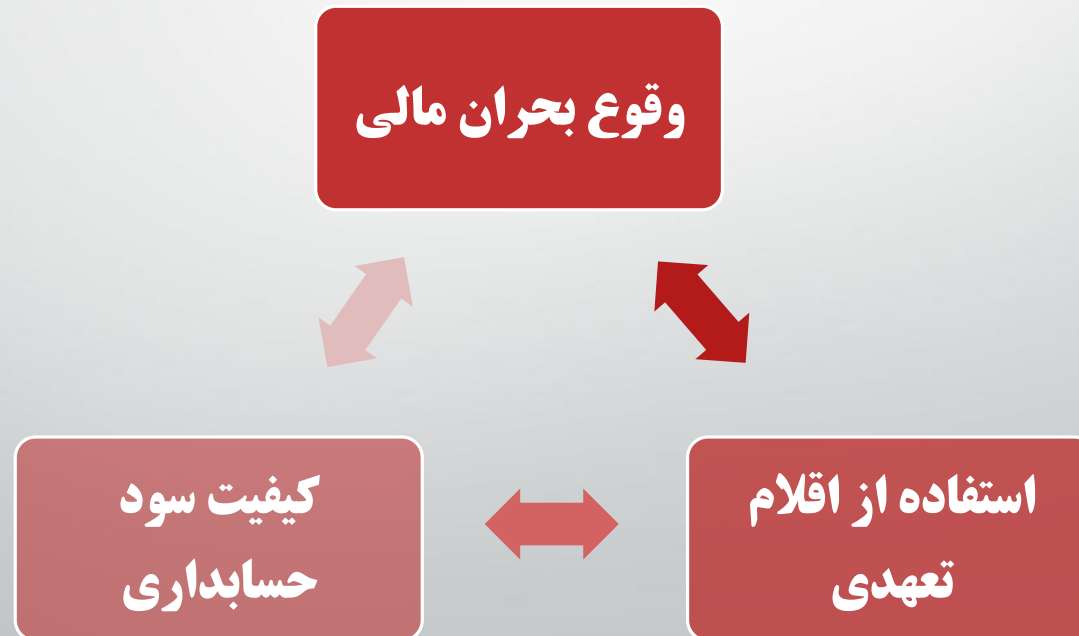 وقوع بحران مالی
استفاده از اقلام
تعهدی
کیفیت سود
حسابداری